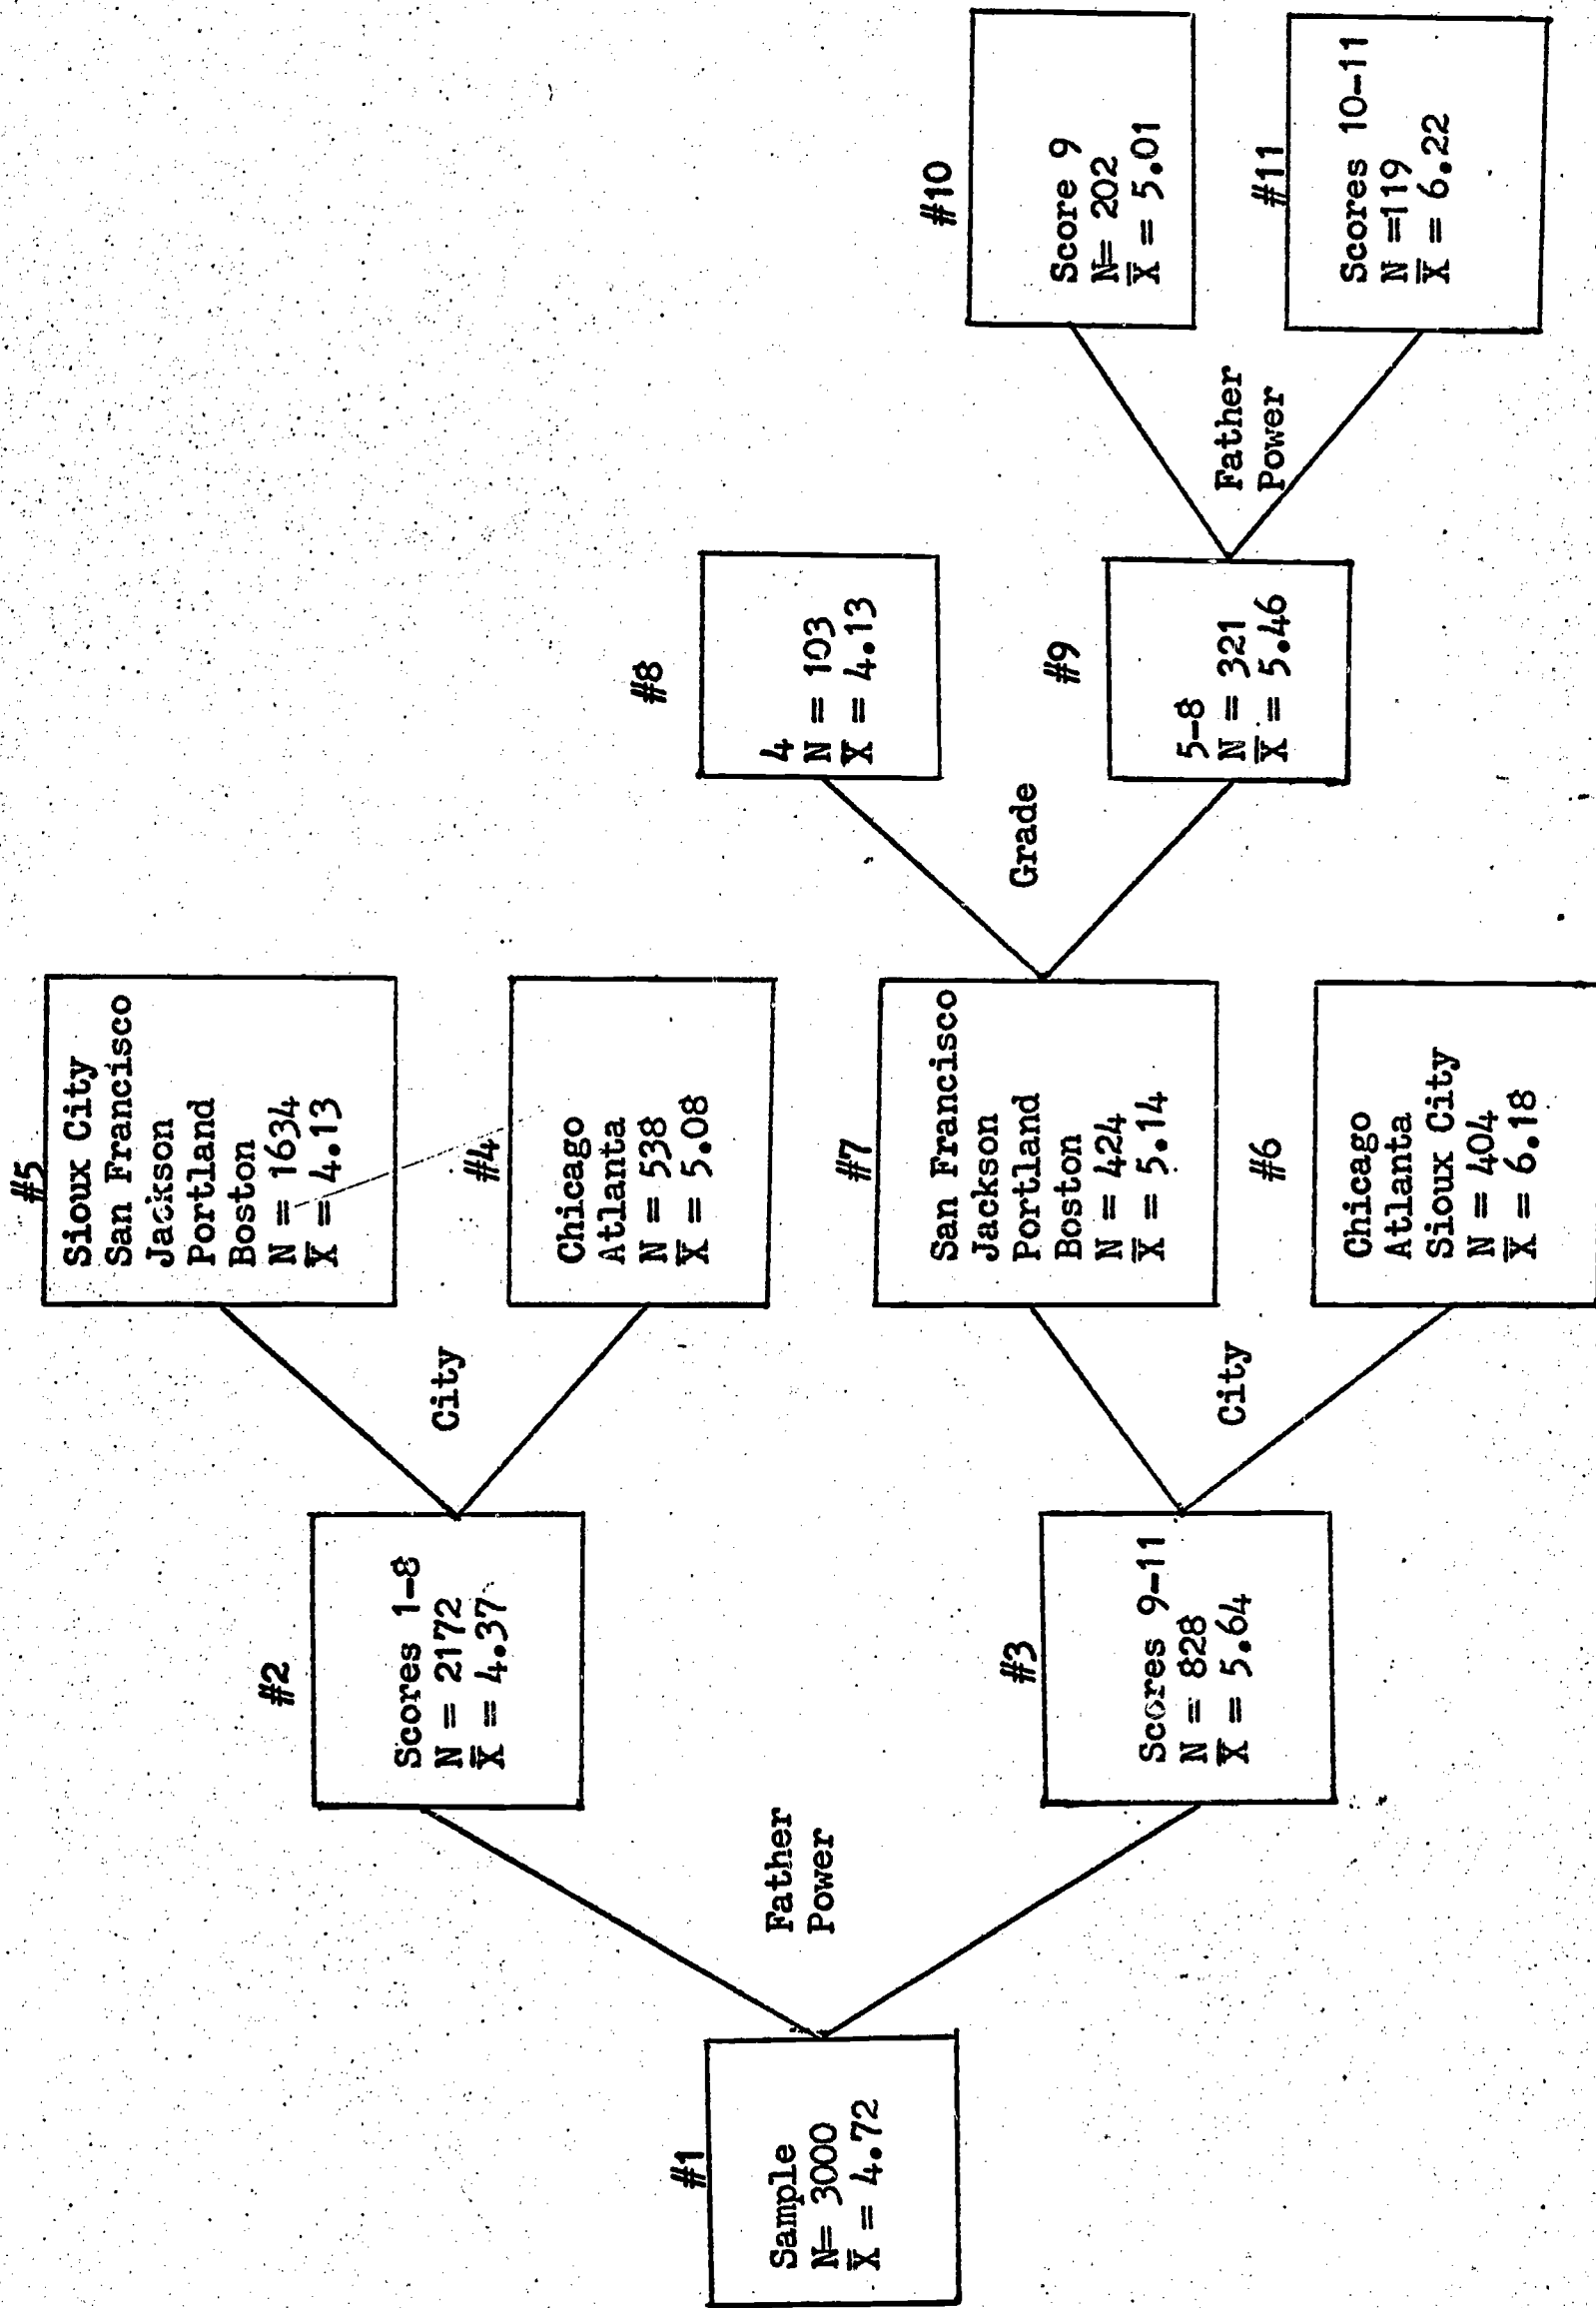 #1
Sample
N= 3000
X̅ = 4.72
Father
Power
#2
Scores 1-8
N = 2172
X̅ = 4.37
#3
Scores 9-11
N = 828
X̅ = 5.64
City
City
#5
Sioux City
San Francisco
Jackson
Portland
Boston
N = 1634
X̅ = 4.13
#4
Chicago
Atlanta
N = 538
X̅ = 5.08
#7
San Francisco
Jackson
Portland
Boston
N = 424
X̅ = 5.14
#6
Chicago
Atlanta
Sioux City
N = 404
X̅ = 6.18
Grade
#8
4
N = 103
X̅ = 4.13
#9
5-8
N = 321
X̅ = 5.46
Father
Power
#10
Score 9
N= 202
X̅ = 5.01
#11
Scores 10-11
N =119
X̅ = 6.22